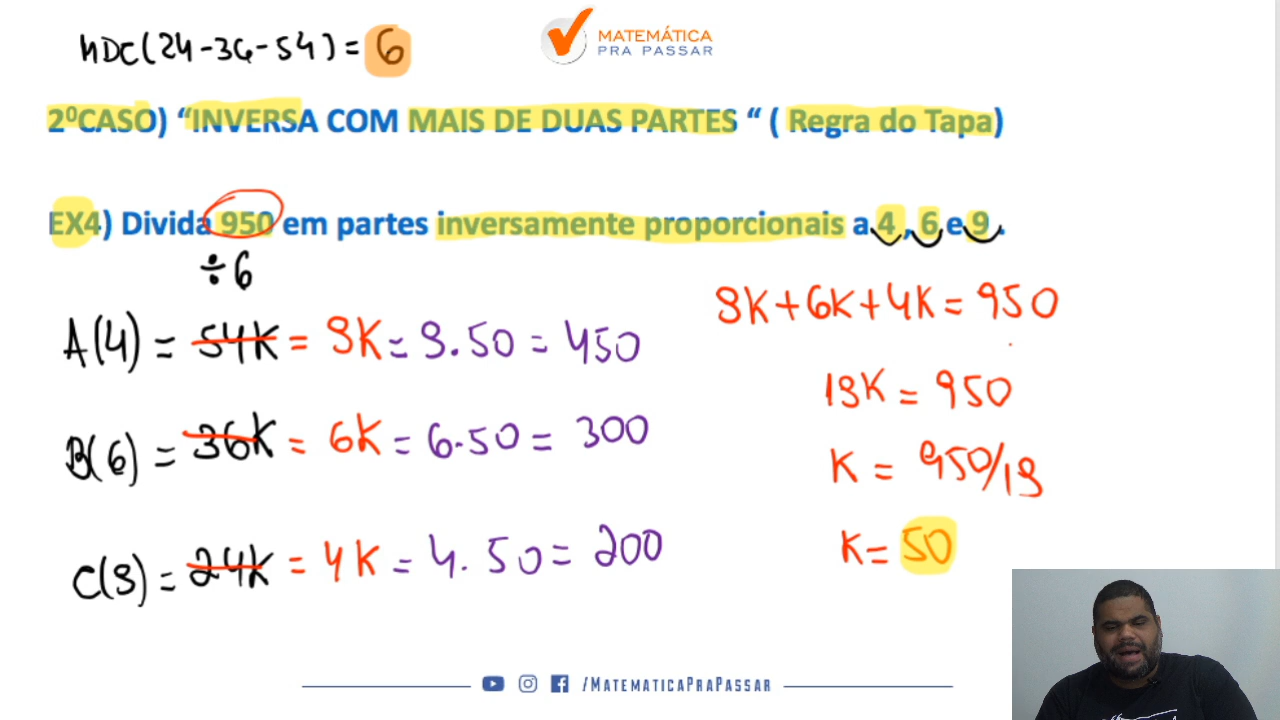 MDC(24-36-54) = 6
MATEMÁTICA
PRA PASSAR
2ºCASO) “INVERSA COM MAIS DE DUAS PARTES “ ( Regra do Tapa)
EX4) Divida 950 em partes inversamente proporcionais a 4 , 6 e 9 .
÷6
A(4) = 54K = 9K = 9.50 = 450
B(6) = 36K = 6K = 6.50 = 300
C(9) = 24K = 4K = 4.50 = 200
9K+6K+4K=950
19K = 950
K = 950/19
K = 50
/MATEMATICAPRAPASSAR